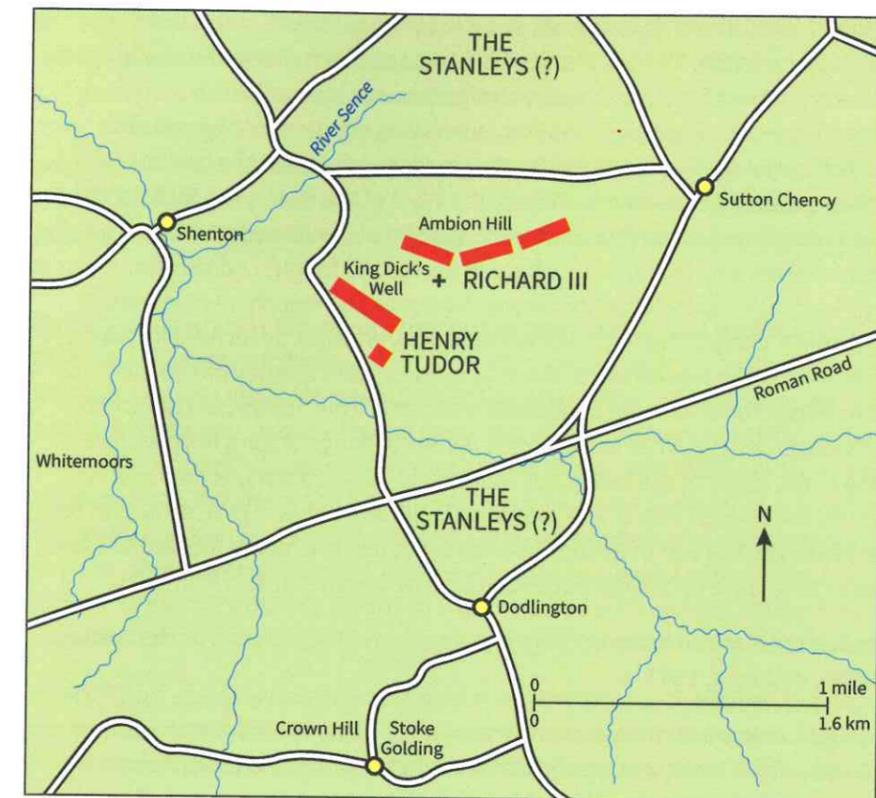 THE
STANLEYS (?)
River Sence
Sutton Chency
Shenton
Ambion Hill
King Dick's
Well
+ RICHARD III
HENRY
TUDOR
Roman Road
Whitemoors
THE
STANLEYS (?)
N
Dodlington
0 1 mile
0 1.6 km
Crown Hill
Stoke
Golding